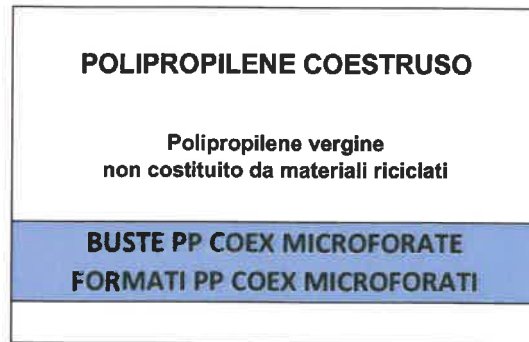 POLIPROPILENE COESTRUSO
Polipropilene vergine
non costituito da materiali riciclati
BUSTE PP COEX MICROFORATE
FORMATI PP COEX MICROFORATI